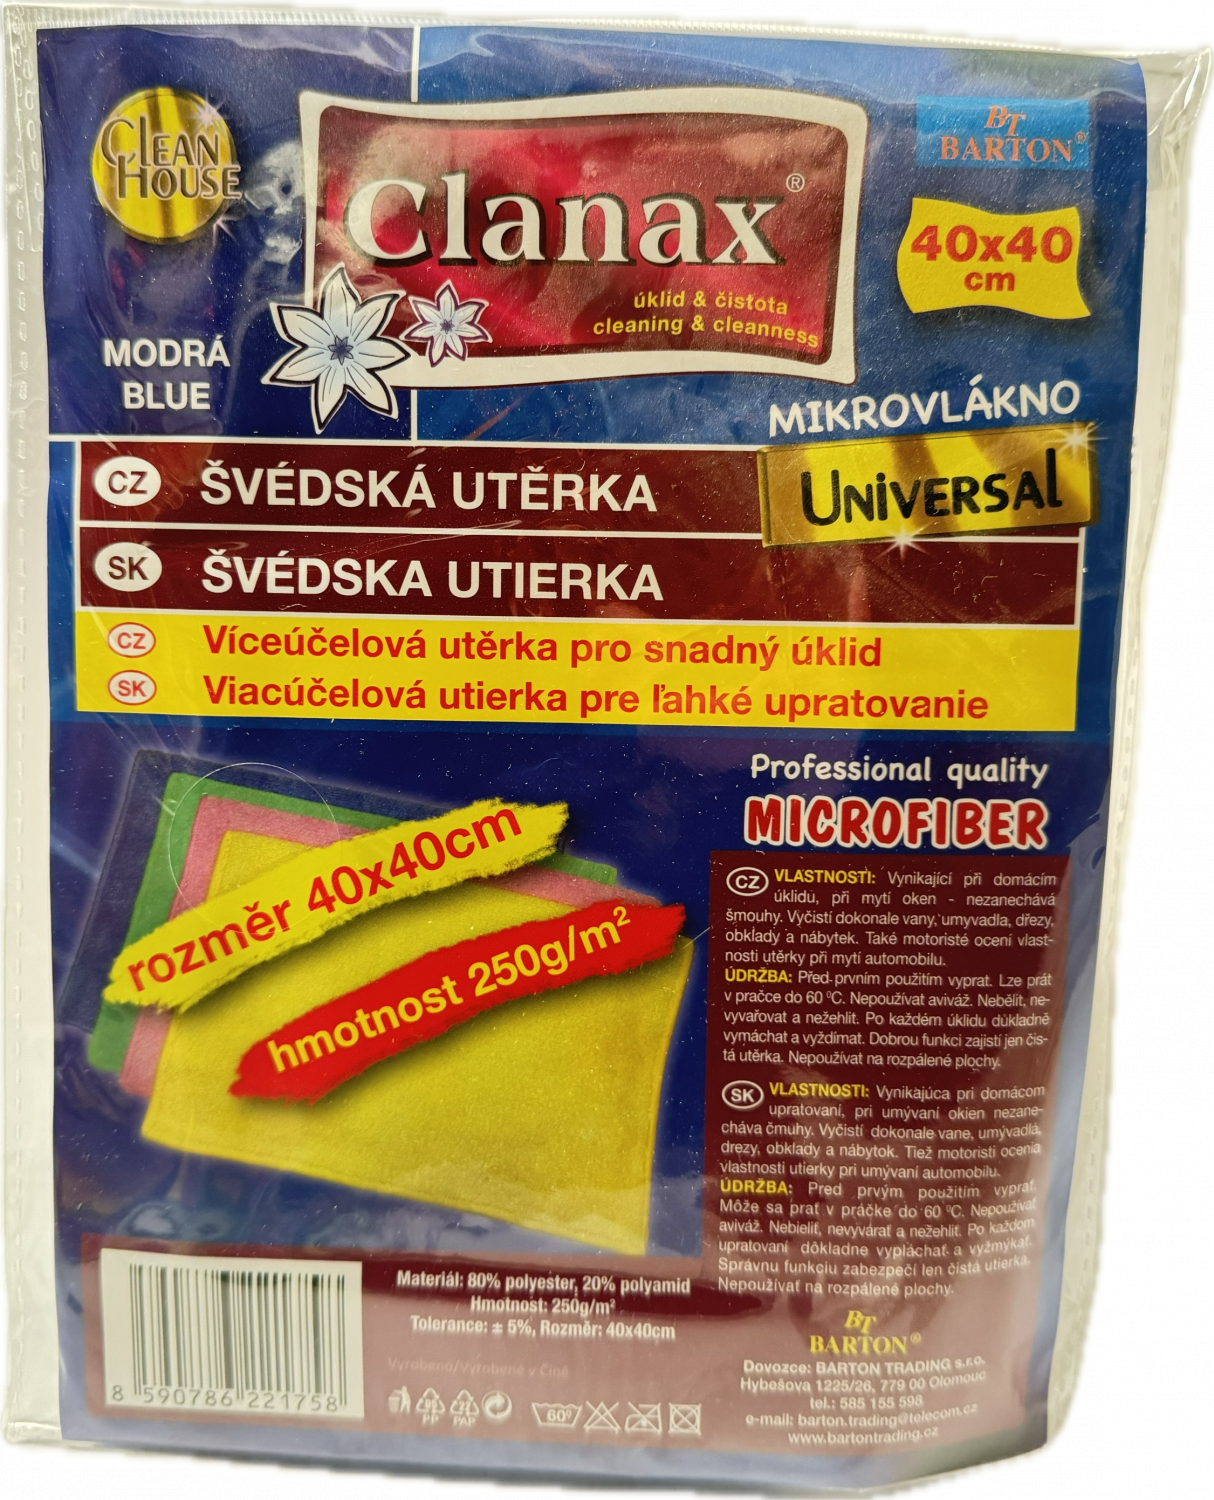 CLEAN
HOUSE
Clanax®
úklid & čistota
cleaning & cleanness
BT
BARTON®
40x40
cm
MODRÁ
BLUE
MIKROVLÁKNO
UNIVERSAL
CZ ŠVÉDSKÁ UTĚRKA
SK ŠVÉDSKA UTIERKA
CZ Víceúčelová utěrka pro snadný úklid
SK Viacúčelová utierka pre ľahké upratovanie
rozměr 40x40cm
hmotnost 250g/m²
Professional quality
MICROFIBER
CZ VLASTNOSTI: Vynikající při domácím
úklidu, při mytí oken - nezanechává
šmouhy. Vyčistí dokonale vany, umyvadla, dřezy,
obklady a nábytek. Také motoristé ocení vlast-
nosti utěrky při mytí automobilu.
ÚDRŽBA: Před prvním použitím vyprat. Lze prát
v pračce do 60 ⁰C. Nepoužívat aviváž. Nebělit, ne-
vyvařovat a nežehlit. Po každém úklidu důkladně
vymáchat a vyždímat. Dobrou funkci zajistí jen čis-
tá utěrka. Nepoužívat na rozpálené plochy.
SK VLASTNOSTI: Vynikajúca pri domácom
upratovaní, pri umývaní okien nezane-
cháva čmuhy. Vyčistí dokonale vane, umývadlá,
drezy, obklady a nábytok. Tiež motoristi ocenia
vlastnosti utierky pri umývaní automobilu.
ÚDRŽBA: Pred prvým použitím vyprať.
Môže sa prať v práčke do 60 ⁰C. Nepoužívať
aviváž. Nebieliť, nevyvárať a nežehliť. Po každom
upratovaní dôkladne vypláchať a vyžmýkať.
Správnu funkciu zabezpečí len čistá utierka.
Nepoužívať na rozpálené plochy.
Materiál: 80% polyester, 20% polyamid
Hmotnost: 250g/m²
Tolerance: ± 5%, Rozměr: 40x40cm
Vyrobeno/Vyrobené v Číně
8 590786 221758
PP
PAP
60⁰
BT
BARTON®
Dovozce: BARTON TRADING s.r.o.
Hybešova 1225/26, 779 00 Olomouc
tel.: 585 155 598
e-mail: barton.trading@telecom.cz
www.bartontrading.cz